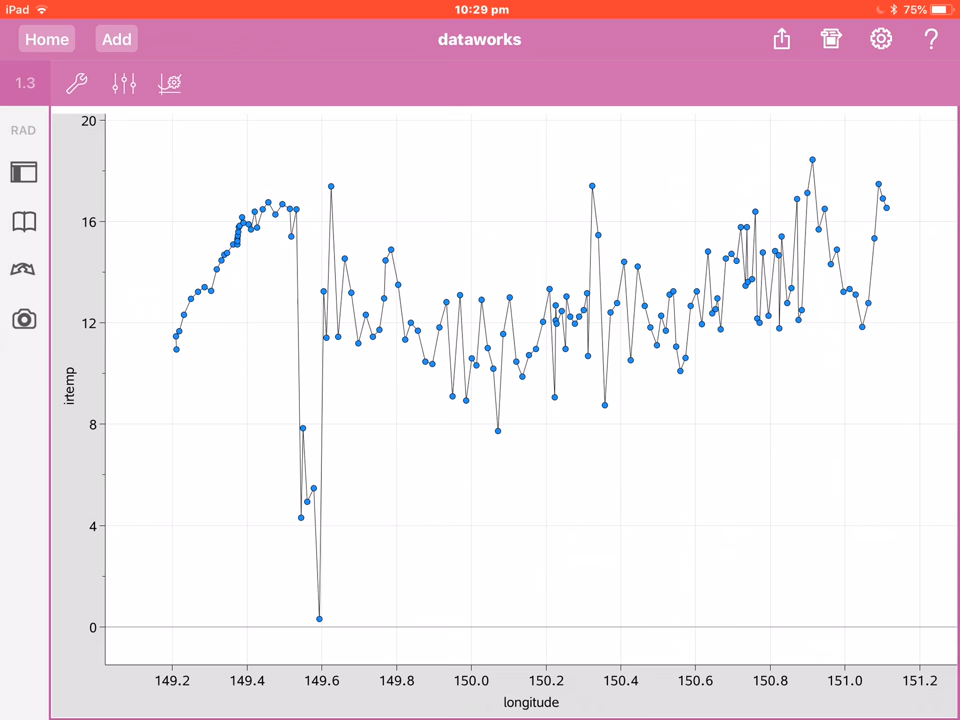 iPad 10:29 pm 75%
Home Add dataworks ?
1.3
RAD
20
16
12
8
4
0
irtemp
149.2 149.4 149.6 149.8 150.0 150.2 150.4 150.6 150.8 151.0 151.2
longitude